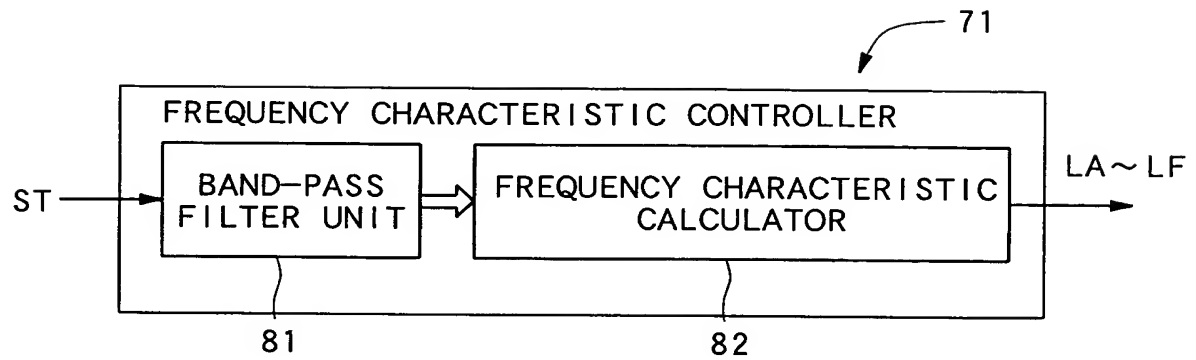 71
FREQUENCY CHARACTERISTIC CONTROLLER
ST
BAND-PASS
FILTER UNIT
FREQUENCY CHARACTERISTIC
CALCULATOR
LA~LF
81
82